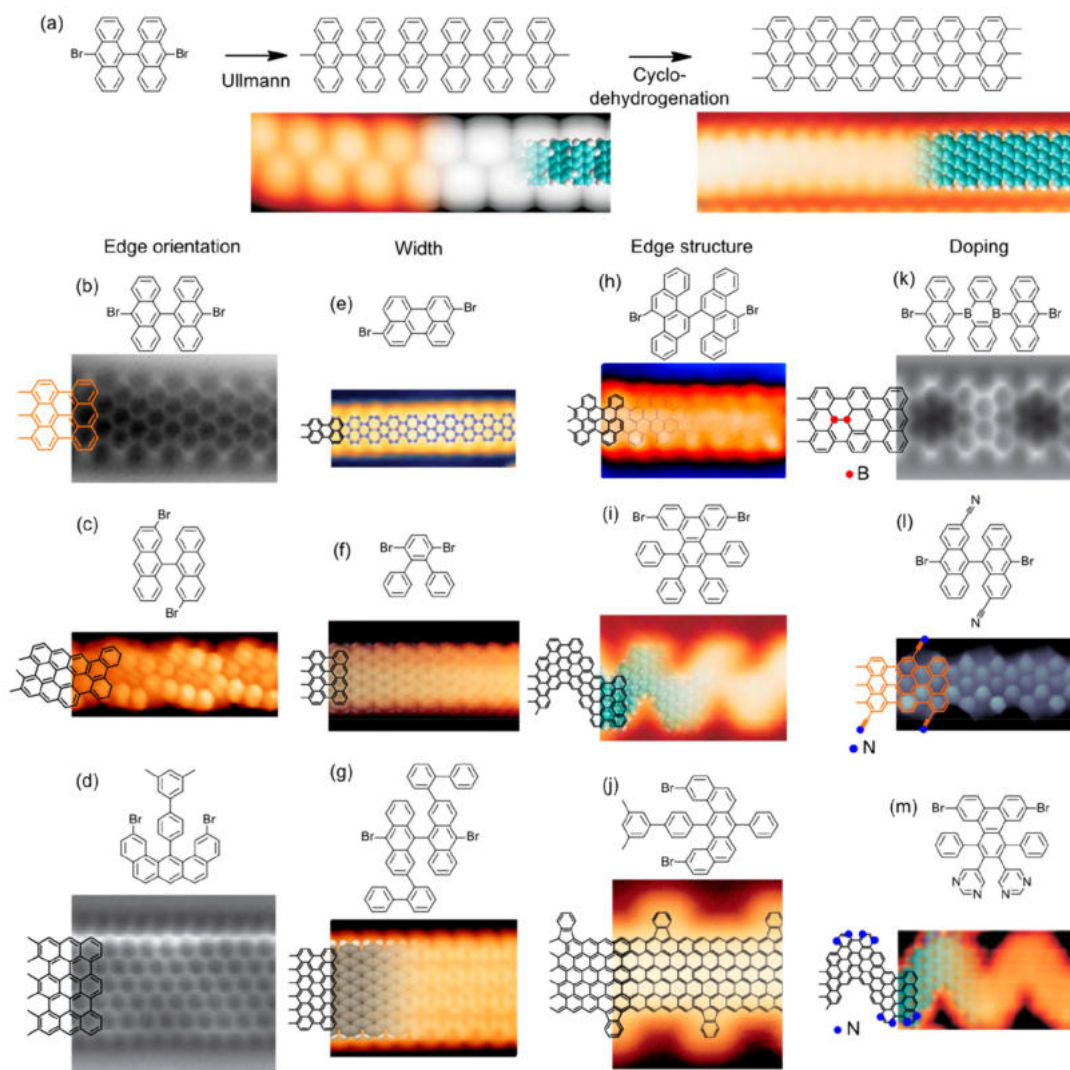 (a)
Br
Br
Ullmann
Cyclo-
dehydrogenation
Edge orientation
Width
Edge structure
Doping
(b)
Br
Br
(e)
Br
Br
(h)
Br
Br
(k)
Br
B
B
Br
B
(c)
Br
Br
(f)
Br
Br
(i)
Br
Br
(l)
N
Br
Br
N
N
(d)
Br
Br
(g)
Br
Br
(j)
Br
Br
(m)
Br
Br
N
N
N
N
N